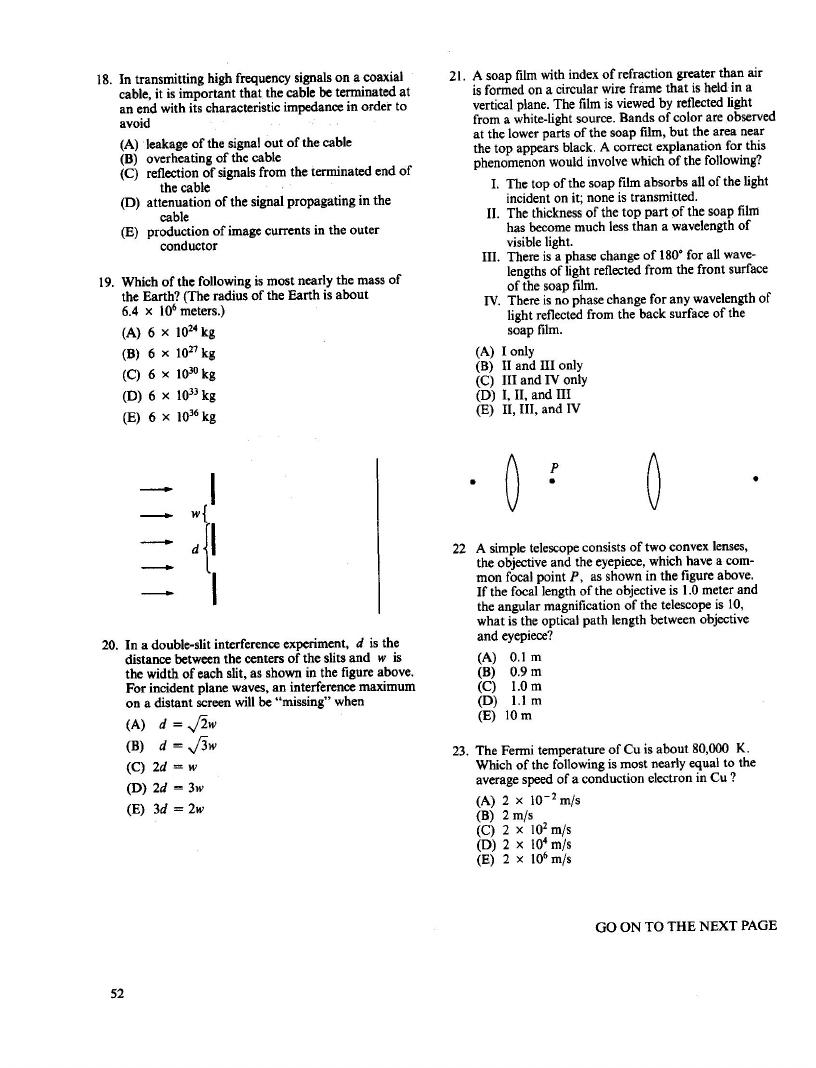 18. In transmitting high frequency signals on a coaxial
cable, it is important that the cable be terminated at
an end with its characteristic impedance in order to
avoid
(A) leakage of the signal out of the cable
(B) overheating of the cable
(C) reflection of signals from the terminated end of
the cable
(D) attenuation of the signal propagating in the
cable
(E) production of image currents in the outer
conductor
19. Which of the following is most nearly the mass of
the Earth? (The radius of the Earth is about
6.4 × 10⁶ meters.)
(A) 6 × 10²⁴ kg
(B) 6 × 10²⁷ kg
(C) 6 × 10³⁰ kg
(D) 6 × 10³³ kg
(E) 6 × 10³⁶ kg
w{
d{
20. In a double-slit interference experiment, d is the
distance between the centers of the slits and w is
the width of each slit, as shown in the figure above.
For incident plane waves, an interference maximum
on a distant screen will be “missing” when
(A) d = √2w
(B) d = √3w
(C) 2d = w
(D) 2d = 3w
(E) 3d = 2w
21. A soap film with index of refraction greater than air
is formed on a circular wire frame that is held in a
vertical plane. The film is viewed by reflected light
from a white-light source. Bands of color are observed
at the lower parts of the soap film, but the area near
the top appears black. A correct explanation for this
phenomenon would involve which of the following?
I. The top of the soap film absorbs all of the light
incident on it; none is transmitted.
II. The thickness of the top part of the soap film
has become much less than a wavelength of
visible light.
III. There is a phase change of 180° for all wave-
lengths of light reflected from the front surface
of the soap film.
IV. There is no phase change for any wavelength of
light reflected from the back surface of the
soap film.
(A) I only
(B) II and III only
(C) III and IV only
(D) I, II, and III
(E) II, III, and IV
P
22 A simple telescope consists of two convex lenses,
the objective and the eyepiece, which have a com-
mon focal point P, as shown in the figure above.
If the focal length of the objective is 1.0 meter and
the angular magnification of the telescope is 10,
what is the optical path length between objective
and eyepiece?
(A) 0.1 m
(B) 0.9 m
(C) 1.0 m
(D) 1.1 m
(E) 10 m
23. The Fermi temperature of Cu is about 80,000 K.
Which of the following is most nearly equal to the
average speed of a conduction electron in Cu ?
(A) 2 × 10⁻² m/s
(B) 2 m/s
(C) 2 × 10² m/s
(D) 2 × 10⁴ m/s
(E) 2 × 10⁶ m/s
GO ON TO THE NEXT PAGE
52